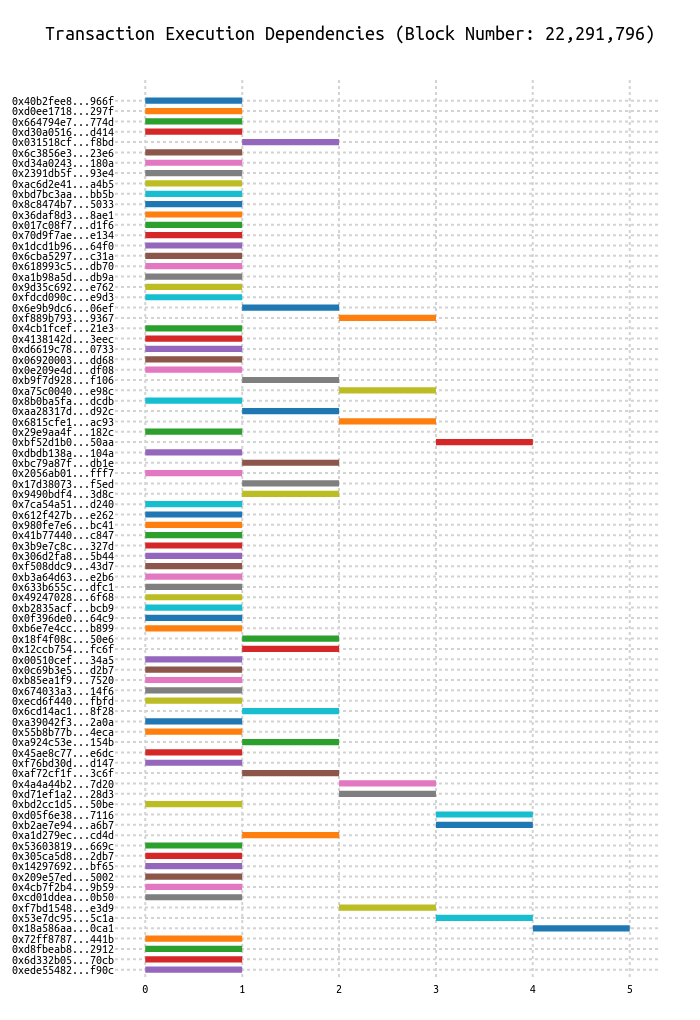 Transaction Execution Dependencies (Block Number: 22,291,796)
0x40b2fee8...966f
0xd0ee1718...297f
0x664794e7...774d
0xd30a0516...d414
0x031518cf...f8bd
0x6c3856e3...23e6
0xd34a0243...180a
0x2391db5f...93e4
0xac6d2e41...a4b5
0xbd7bc3aa...bb5b
0x8c8474b7...5033
0x36daf8d3...8ae1
0x017c08f7...d1f6
0x70d9f7ae...e134
0x1dcd1b96...64f0
0x6cba5297...c31a
0x618993c5...db70
0xa1b98a5d...db9a
0x9d35c692...e762
0xfdcd090c...e9d3
0x6e9b9dc6...06ef
0xf889b793...9367
0x4cb1fcef...21e3
0x4138142d...3eec
0xd6619c78...0733
0x06920003...dd68
0x0e209e4d...df08
0xb9f7d928...f106
0xa75c0040...e98c
0x8b0ba5fa...dcdb
0xaa28317d...d92c
0x6815cfe1...ac93
0x29e9aa4f...182c
0xbf52d1b0...50aa
0xdbdb138a...104a
0xbc79a87f...db1e
0x2056ab01...fff7
0x17d38073...f5ed
0x9490bdf4...3d8c
0x7ca54a51...d240
0x612f427b...e262
0x980fe7e6...bc41
0x41b77440...c847
0x3b9e7c8c...327d
0x306d2fa8...5b44
0xf508ddc9...43d7
0xb3a64d63...e2b6
0x633b655c...dfc1
0x49247028...6f68
0xb2835acf...bcb9
0x0f396de0...64c9
0xb6e7e4cc...b899
0x18f4f08c...50e6
0x12ccb754...fc6f
0x00510cef...34a5
0x0c69b3e5...d2b7
0xb85ea1f9...7520
0x674033a3...14f6
0xecd6f440...fbfd
0x6cd14ac1...8f28
0xa39042f3...2a0a
0x55b8b77b...4eca
0xa924c53e...154b
0x45ae8c77...e6dc
0xf76bd30d...d147
0xaf72cf1f...3c6f
0x4a4a44b2...7d20
0xd71ef1a2...28d3
0xbd2cc1d5...50be
0xd05f6e38...7116
0xb2ae7e94...a6b7
0xa1d279ec...cd4d
0x53603819...669c
0x305ca5d8...2db7
0x14297692...bf65
0x209e57ed...5002
0x4cb7f2b4...9b59
0xcd01ddea...0b50
0xf7bd1548...e3d9
0x53e7dc95...5c1a
0x18a586aa...0ca1
0x72ff8787...441b
0xd8fbeab8...2912
0x6d332b05...70cb
0xede55482...f90c
0 1 2 3 4 5